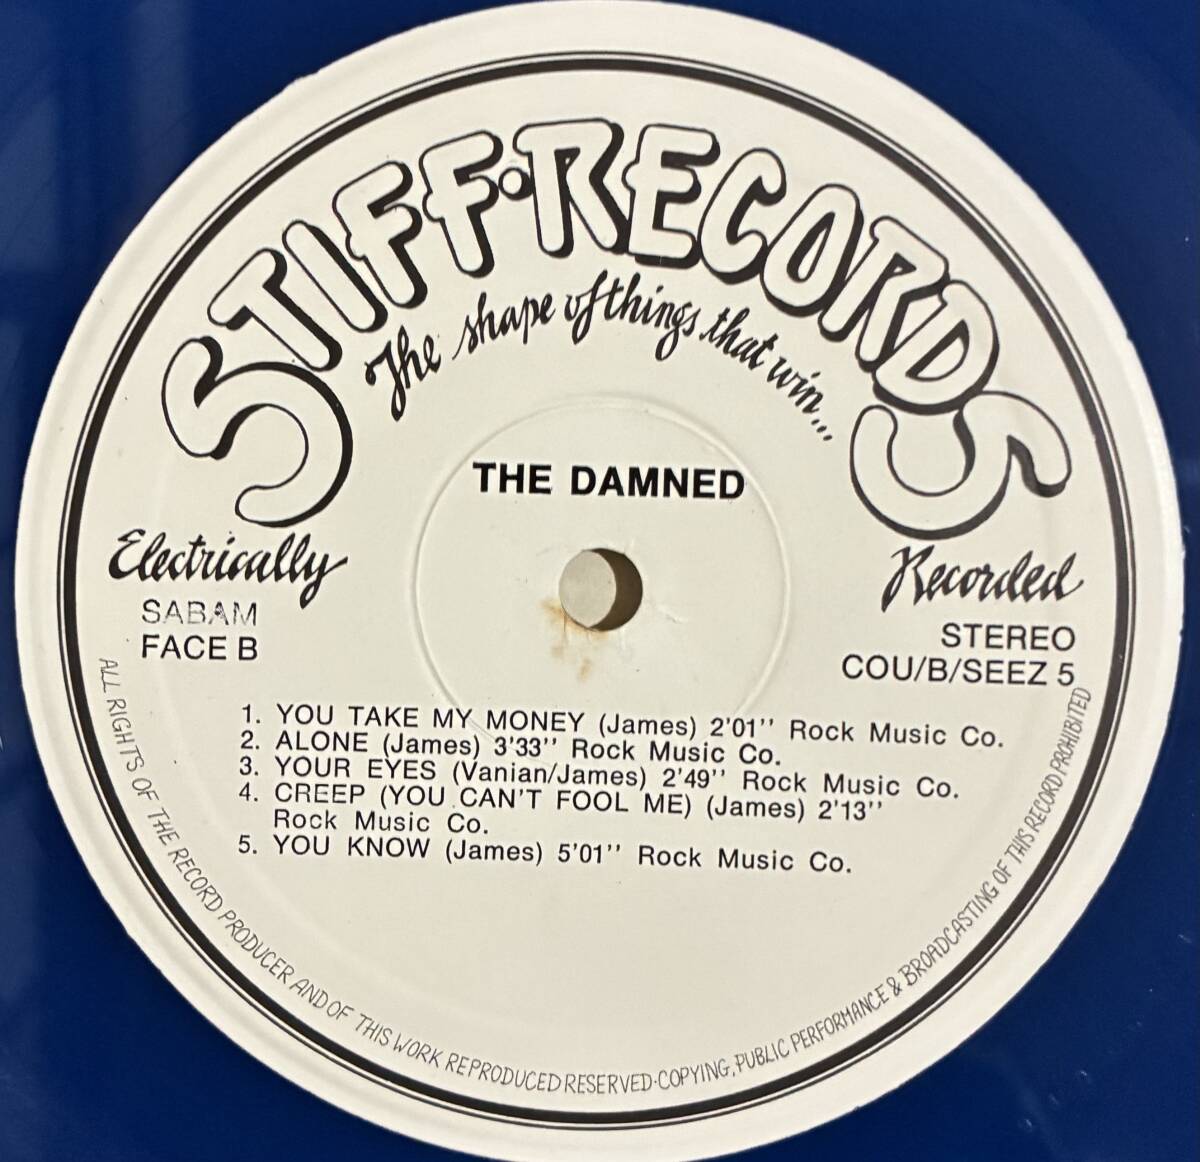 STIFF·RECORDS
The shape of things that win...
THE DAMNED
Electrically
Recorded
SABAM
FACE B
STEREO
COU/B/SEEZ 5
1. YOU TAKE MY MONEY (James) 2'01'' Rock Music Co.
2. ALONE (James) 3'33'' Rock Music Co.
3. YOUR EYES (Vanian/James) 2'49'' Rock Music Co.
4. CREEP (YOU CAN'T FOOL ME) (James) 2'13''
Rock Music Co.
5. YOU KNOW (James) 5'01'' Rock Music Co.
ALL RIGHTS OF THE RECORD PRODUCER AND OF THIS WORK REPRODUCED RESERVED·COPYING, PUBLIC PERFORMANCE & BROADCASTING OF THIS RECORD PROHIBITED